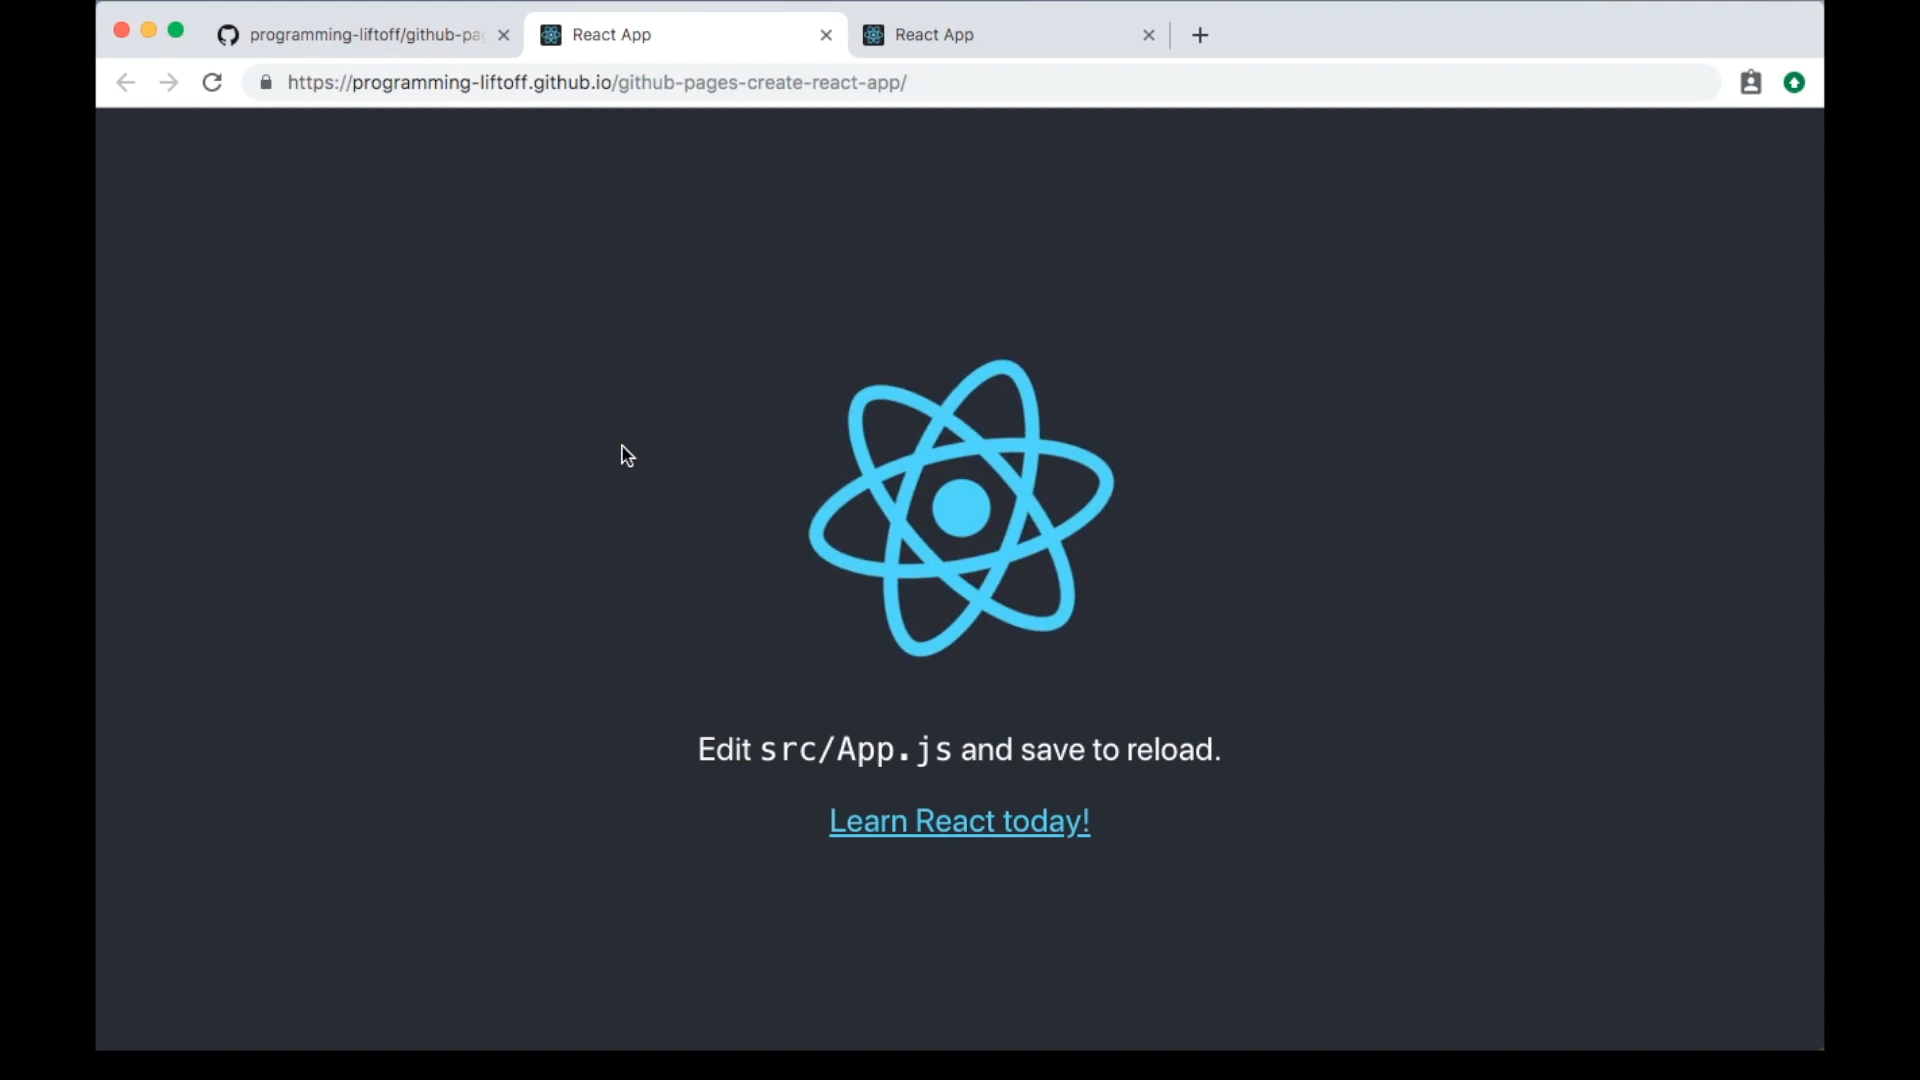 programming-liftoff/github-pa
React App
React App
https://programming-liftoff.github.io/github-pages-create-react-app/
Edit src/App.js and save to reload.
Learn React today!